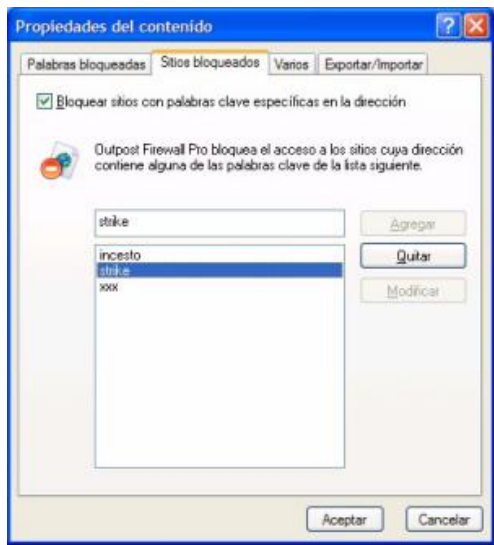 Propiedades del contenido
Palabras bloqueadas Sitios bloqueados Varios Exportar/Importar
Bloquear sitios con palabras clave específicas en la dirección
Outpost Firewall Pro bloquea el acceso a los sitios cuya dirección
contiene alguna de las palabras clave de la lista siguiente.
strike Agregar
incesto Quitar
strike
xxx Modificar
Aceptar Cancelar